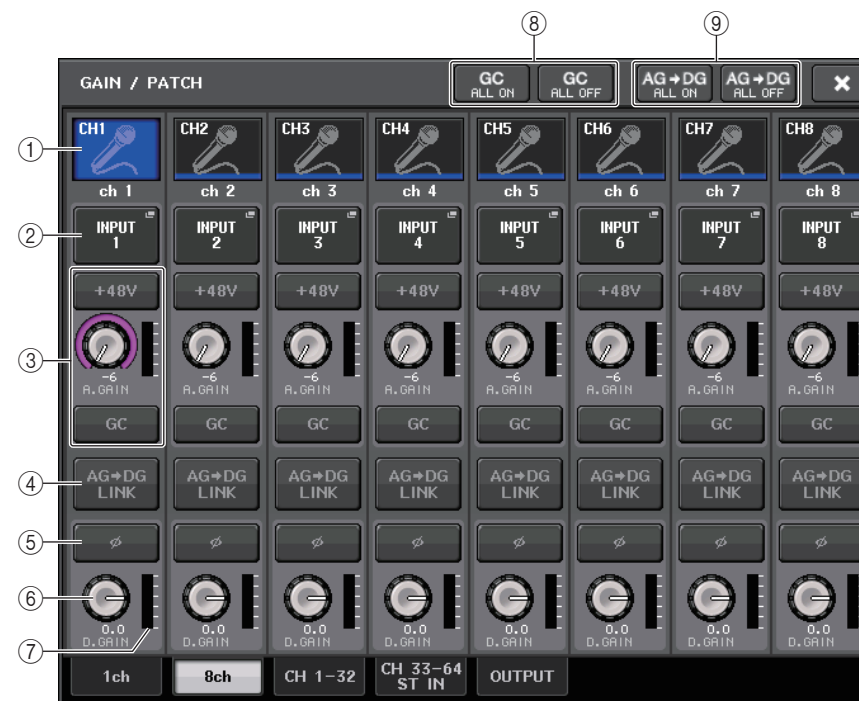 ⑧ ⑨
GAIN / PATCH
GC ALL ON
GC ALL OFF
AG➔DG ALL ON
AG➔DG ALL OFF
×
①
CH1 CH2 CH3 CH4 CH5 CH6 CH7 CH8
ch 1 ch 2 ch 3 ch 4 ch 5 ch 6 ch 7 ch 8
②
INPUT INPUT INPUT INPUT INPUT INPUT INPUT INPUT
1 2 3 4 5 6 7 8
+48V +48V +48V +48V +48V +48V +48V +48V
③
-6 -6 -6 -6 -6 -6 -6 -6
A.GAIN A.GAIN A.GAIN A.GAIN A.GAIN A.GAIN A.GAIN A.GAIN
GC GC GC GC GC GC GC GC
④
AG➔DG AG➔DG AG➔DG AG➔DG AG➔DG AG➔DG AG➔DG AG➔DG
LINK LINK LINK LINK LINK LINK LINK LINK
⑤
ø ø ø ø ø ø ø ø
⑥
0.0 0.0 0.0 0.0 0.0 0.0 0.0 0.0
D.GAIN D.GAIN D.GAIN D.GAIN D.GAIN D.GAIN D.GAIN D.GAIN
⑦
1ch
8ch
CH 1-32
CH 33-64
ST IN
OUTPUT